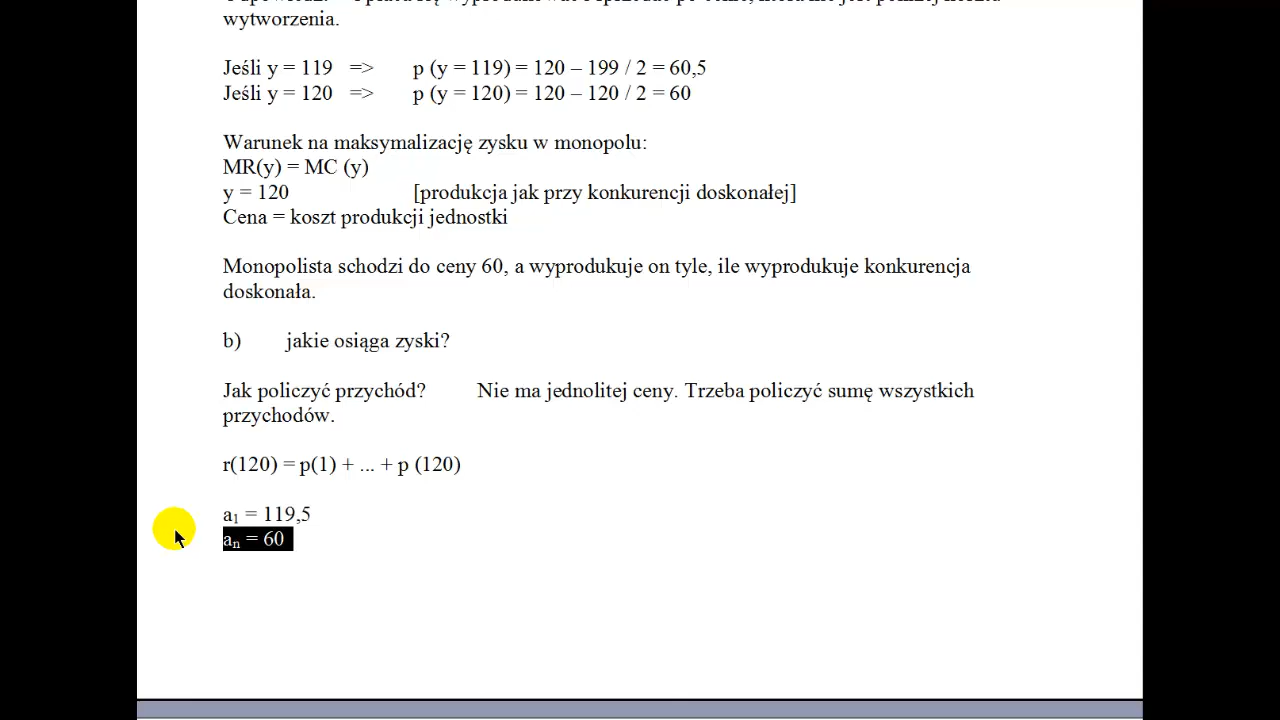 wytworzenia.
Jeśli y = 119 => p (y = 119) = 120 – 199 / 2 = 60,5
Jeśli y = 120 => p (y = 120) = 120 – 120 / 2 = 60
Warunek na maksymalizację zysku w monopolu:
MR(y) = MC (y)
y = 120 [produkcja jak przy konkurencji doskonałej]
Cena = koszt produkcji jednostki
Monopolista schodzi do ceny 60, a wyprodukuje on tyle, ile wyprodukuje konkurencja
doskonała.
b) jakie osiąga zyski?
Jak policzyć przychód? Nie ma jednolitej ceny. Trzeba policzyć sumę wszystkich
przychodów.
r(120) = p(1) + ... + p (120)
a₁ = 119,5
aₙ = 60